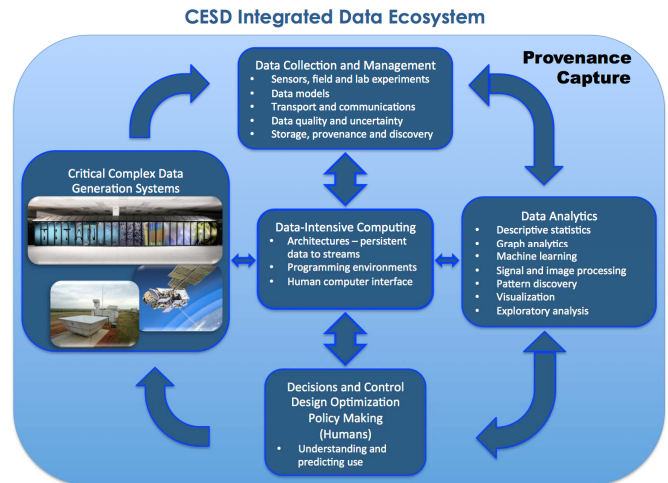 CESD Integrated Data Ecosystem
Provenance
Capture
Data Collection and Management
• Sensors, field and lab experiments
• Data models
• Transport and communications
• Data quality and uncertainty
• Storage, provenance and discovery
Critical Complex Data
Generation Systems
Data-Intensive Computing
• Architectures – persistent
data to streams
• Programming environments
• Human computer interface
Data Analytics
• Descriptive statistics
• Graph analytics
• Machine learning
• Signal and image processing
• Pattern discovery
• Visualization
• Exploratory analysis
Decisions and Control
Design Optimization
Policy Making
(Humans)
• Understanding and
predicting use